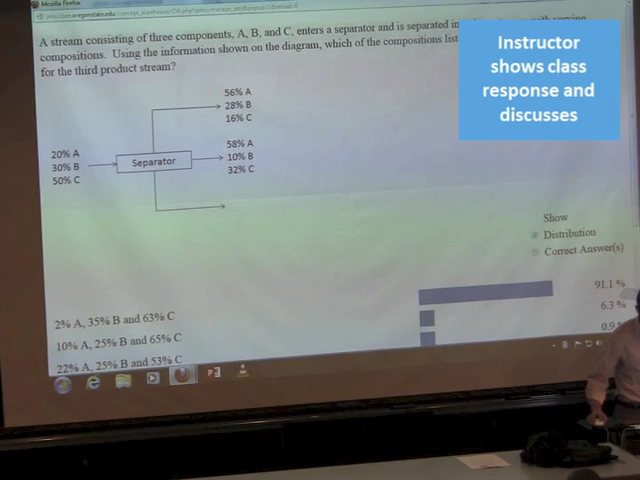 Mozilla Firefox
A stream consisting of three components, A, B, and C, enters a separator and is separated
compositions. Using the information shown on the diagram, which of the compositions
for the third product stream?
Instructor
shows class
response and
discusses
56% A
28% B
16% C
20% A
30% B
50% C
Separator
58% A
10% B
32% C
Show
Distribution
Correct Answer(s)
91.1 %
6.3 %
2% A, 35% B and 63% C
10% A, 25% B and 65% C
22% A, 25% B and 53% C